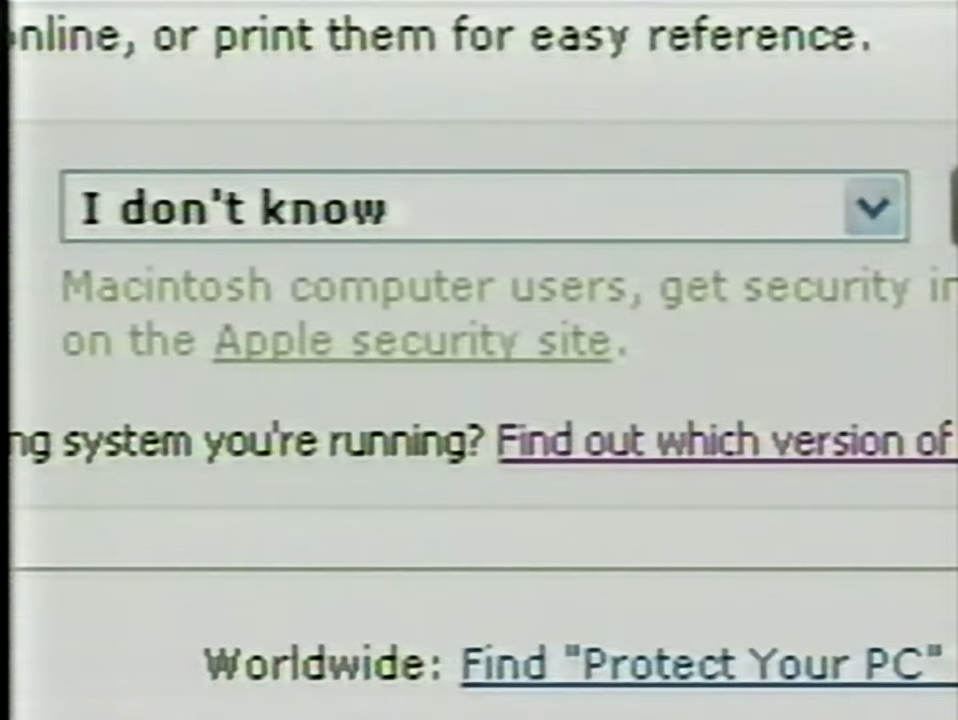 nline, or print them for easy reference.
I don't know
Macintosh computer users, get security in
on the Apple security site.
ng system you're running? Find out which version of
Worldwide: Find "Protect Your PC"